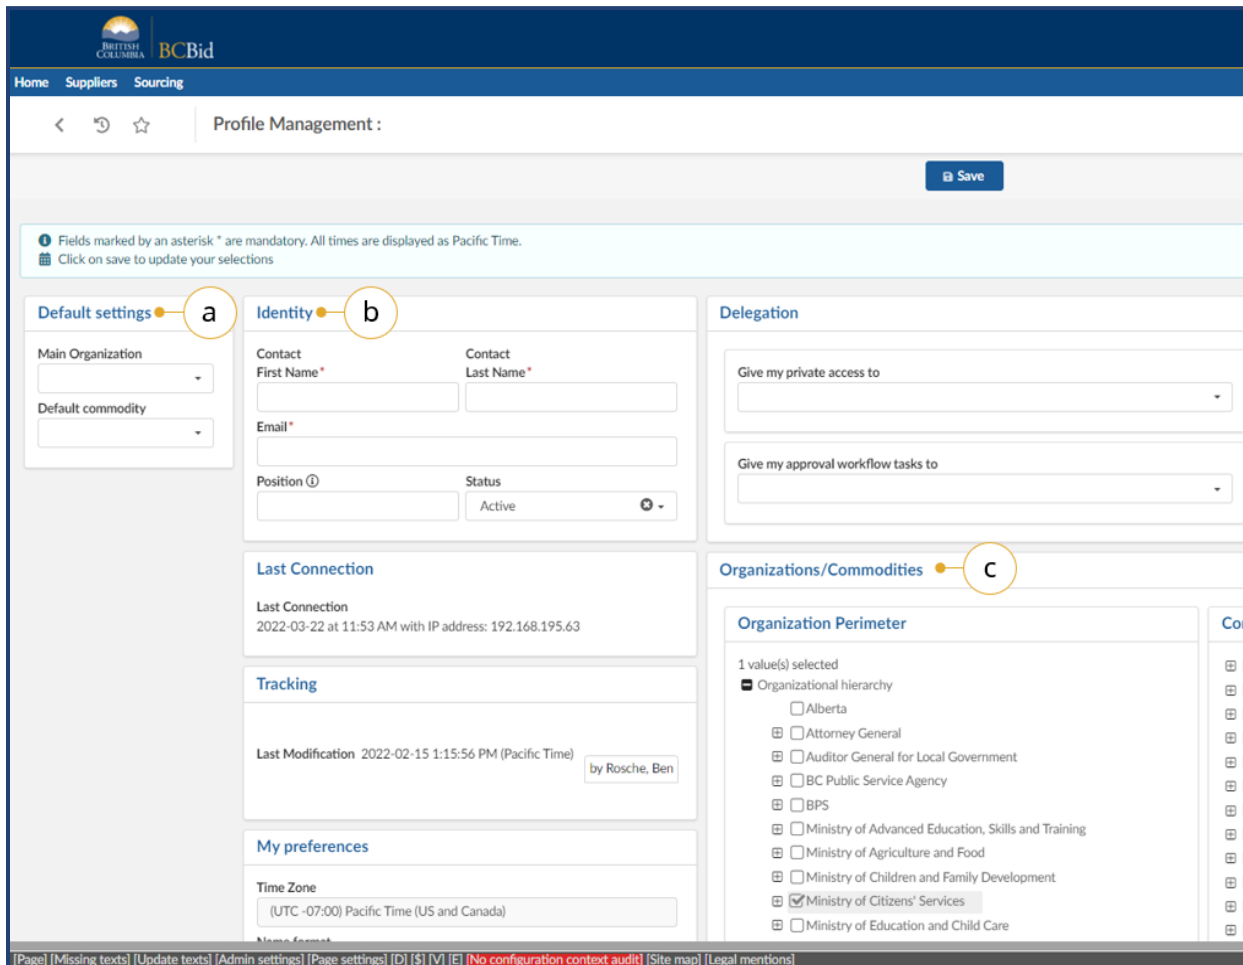 BRITISH
COLUMBIA
BCBid
Home Suppliers Sourcing
Profile Management :
Save
Fields marked by an asterisk * are mandatory. All times are displayed as Pacific Time.
Click on save to update your selections
Default settings a
Main Organization
Default commodity
Identity b
Contact
First Name*
Contact
Last Name*
Email*
Position
Status
Active
Last Connection
Last Connection
2022-03-22 at 11:53 AM with IP address: 192.168.195.63
Tracking
Last Modification 2022-02-15 1:15:56 PM (Pacific Time)
by Rosche, Ben
My preferences
Time Zone
(UTC -07:00) Pacific Time (US and Canada)
Name format
Delegation
Give my private access to
Give my approval workflow tasks to
Organizations/Commodities c
Organization Perimeter
1 value(s) selected
Organizational hierarchy
Alberta
Attorney General
Auditor General for Local Government
BC Public Service Agency
BPS
Ministry of Advanced Education, Skills and Training
Ministry of Agriculture and Food
Ministry of Children and Family Development
Ministry of Citizens' Services
Ministry of Education and Child Care
[Page] [Missing texts] [Update texts] [Admin settings] [Page settings] [D] [$] [V] [E] [No configuration context audit] [Site map] [Legal mentions]